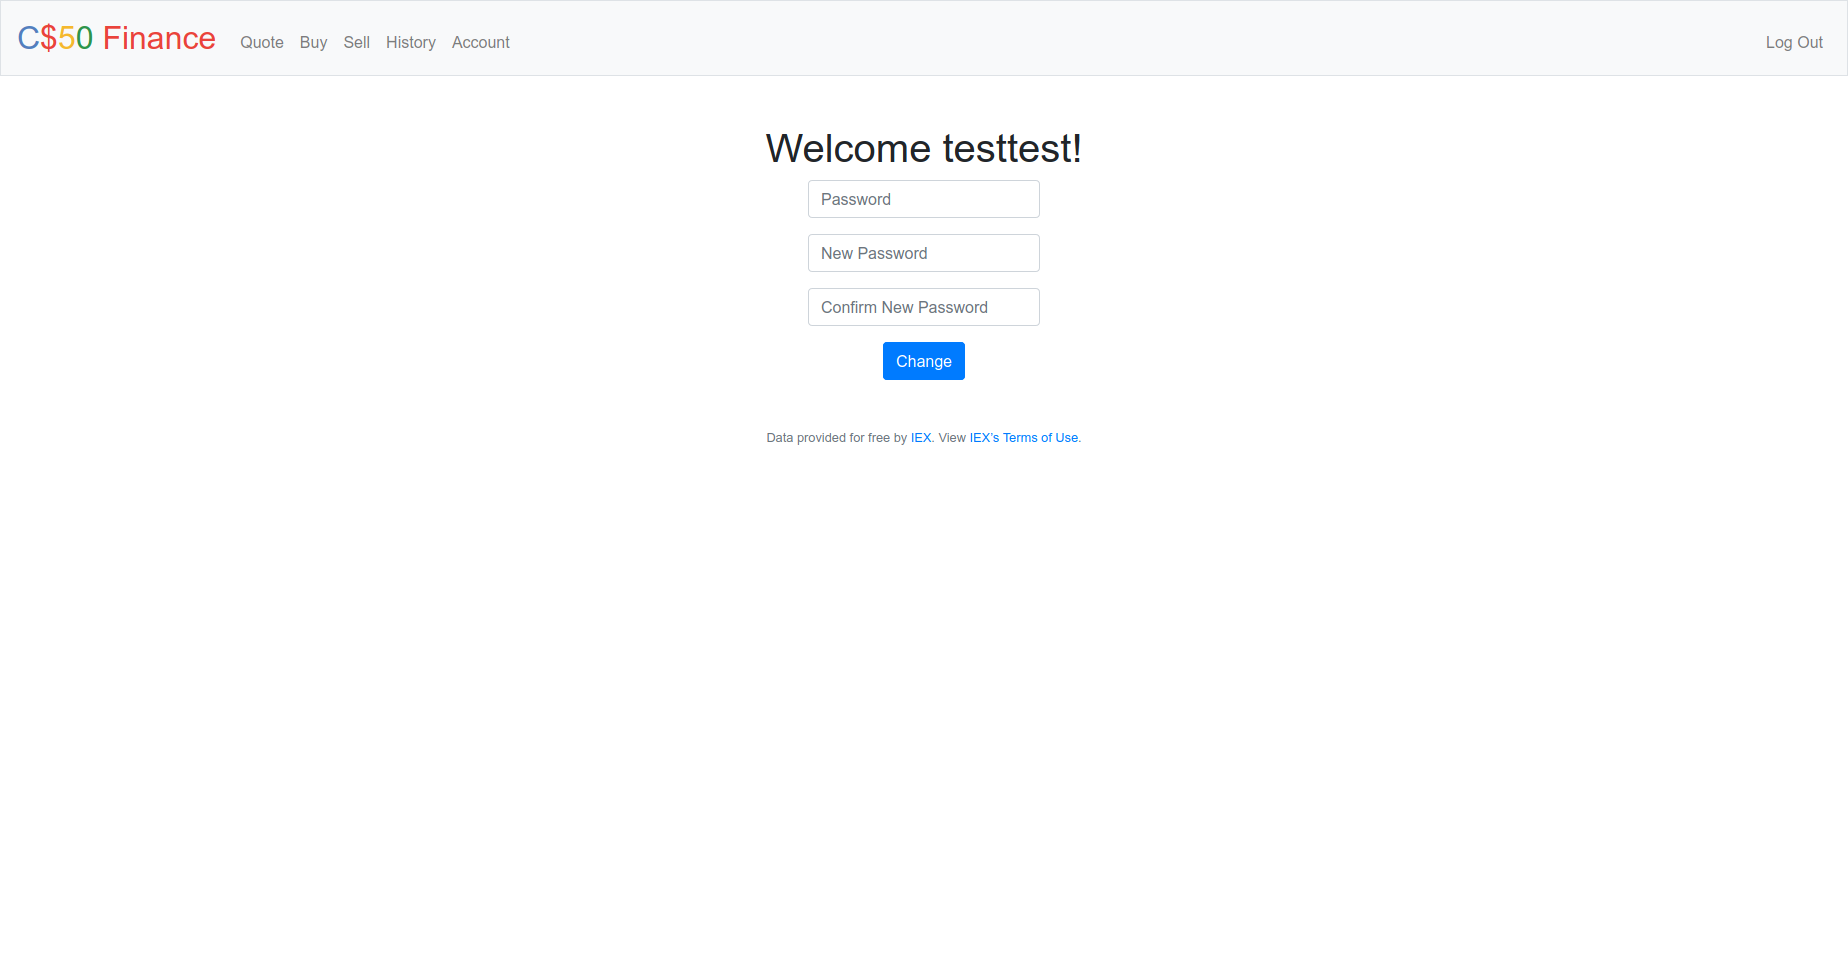 C$50 Finance Quote Buy Sell History Account Log Out
Welcome testtest!
Password
New Password
Confirm New Password
Change
Data provided for free by IEX. View IEX's Terms of Use.